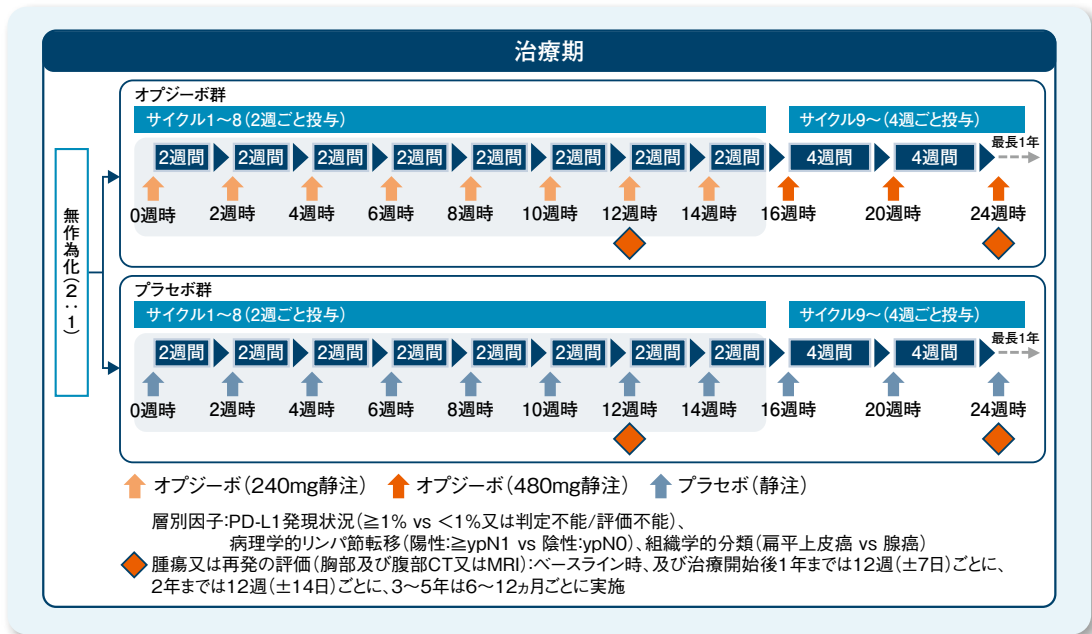 治療期
無作為化(2:1)
オプジーボ群
サイクル1~8(2週ごと投与)
サイクル9~(4週ごと投与)
2週間 2週間 2週間 2週間 2週間 2週間 2週間 2週間 4週間 4週間 最長1年
0週時 2週時 4週時 6週時 8週時 10週時 12週時 14週時 16週時 20週時 24週時
プラセボ群
サイクル1~8(2週ごと投与)
サイクル9~(4週ごと投与)
2週間 2週間 2週間 2週間 2週間 2週間 2週間 2週間 4週間 4週間 最長1年
0週時 2週時 4週時 6週時 8週時 10週時 12週時 14週時 16週時 20週時 24週時
オプジーボ(240mg静注) オプジーボ(480mg静注) プラセボ(静注)
層別因子:PD-L1発現状況(≧1% vs <1%又は判定不能/評価不能)、
病理学的リンパ節転移(陽性:≧ypN1 vs 陰性:ypN0)、組織学的分類(扁平上皮癌 vs 腺癌)
腫瘍又は再発の評価(胸部及び腹部CT又はMRI):ベースライン時、及び治療開始後1年までは12週(±7日)ごとに、
2年までは12週(±14日)ごとに、3~5年は6~12ヵ月ごとに実施